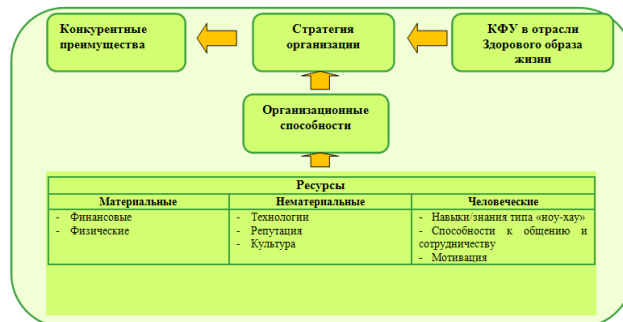 Конкурентные
преимущества
Стратегия
организации
КФУ в отрасли
Здорового образа
жизни
Организационные
способности
Ресурсы
Материальные
Нематериальные
Человеческие
- Финансовые
- Физические
- Технологии
- Репутация
- Культура
- Навыки/знания типа «ноу-хау»
- Способности к общению и
сотрудничеству
- Мотивация